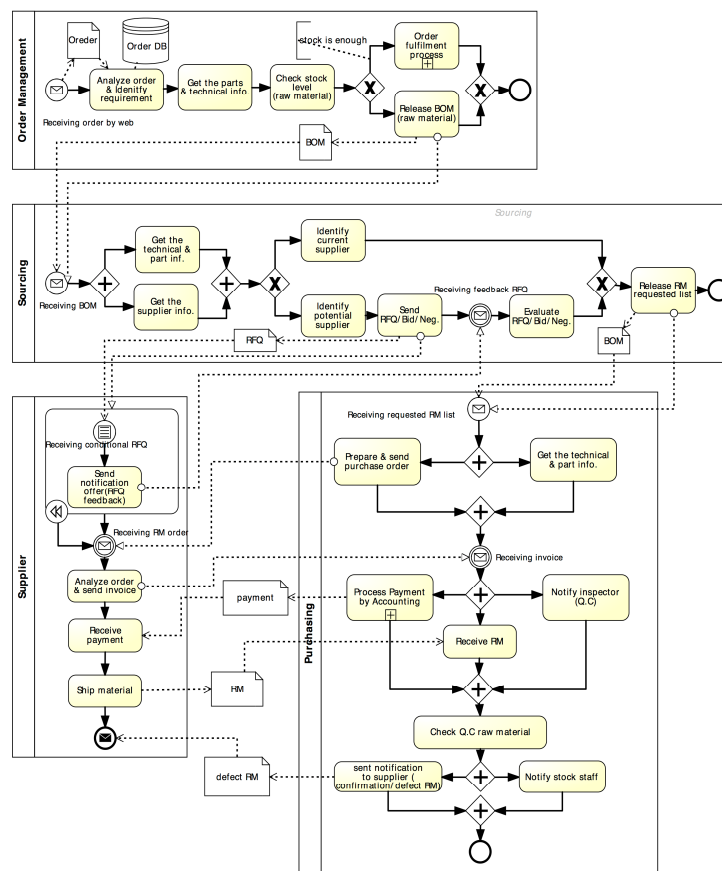 Order Management
Oreder
Order DB
stock is enough
Order
fulfilment
process
Analyze order
& Idenitfy
requirement
Get the parts
& technical info.
Check stock
level
(raw material)
Release BOM
(raw material)
Receiving order by web
BOM
Sourcing
Sourcing
Get the
technical &
part inf.
Identify
current
supplier
Receiving BOM
Get the
supplier info.
Identify
potential
supplier
Receiving feedback RFQ
Send
RFQ/ Bid/ Neg.
Evaluate
RFQ/ Bid/ Neg.
Release RM
requested list
RFQ
BOM
Supplier
Receiving conditional RFQ
Send
notification
offer(RFQ
feedback)
Receiving RM order
Analyze order
& send invoice
Receive
payment
Ship material
payment
HM
defect RM
Purchasing
Receiving requested RM list
Prepare & send
purchase order
Get the technical
& part info.
Receiving invoice
Process Payment
by Accounting
Notify inspector
(Q.C)
Receive RM
Check Q.C raw material
sent notification
to supplier (
confirmation/ defect RM)
Notify stock staff